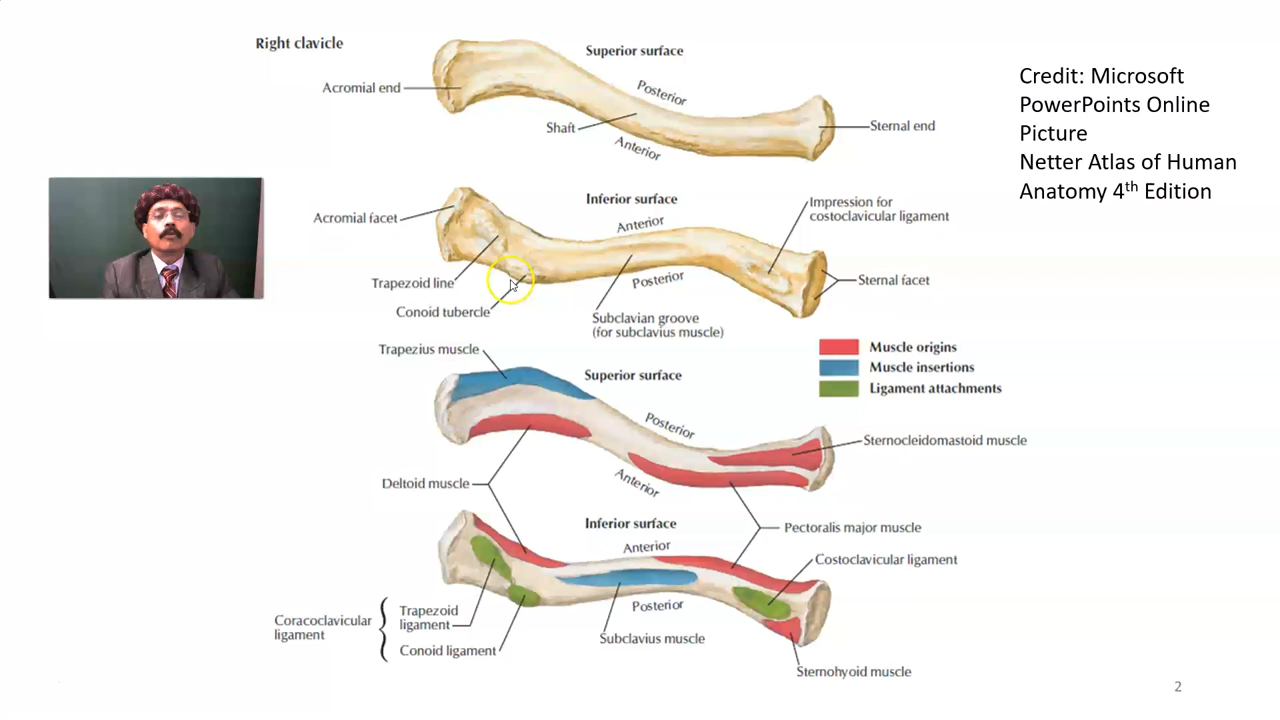 Right clavicle
Superior surface
Acromial end
Posterior
Shaft
Anterior
Sternal end
Credit: Microsoft
PowerPoints Online
Picture
Netter Atlas of Human
Anatomy 4th Edition
Inferior surface
Impression for
costoclavicular ligament
Acromial facet
Anterior
Trapezoid line
Posterior
Sternal facet
Conoid tubercle
Subclavian groove
(for subclavius muscle)
Muscle origins
Muscle insertions
Ligament attachments
Trapezius muscle
Superior surface
Posterior
Sternocleidomastoid muscle
Anterior
Deltoid muscle
Inferior surface
Pectoralis major muscle
Anterior
Costoclavicular ligament
Posterior
Coracoclavicular
ligament
Trapezoid
ligament
Conoid ligament
Subclavius muscle
Sternohyoid muscle
2